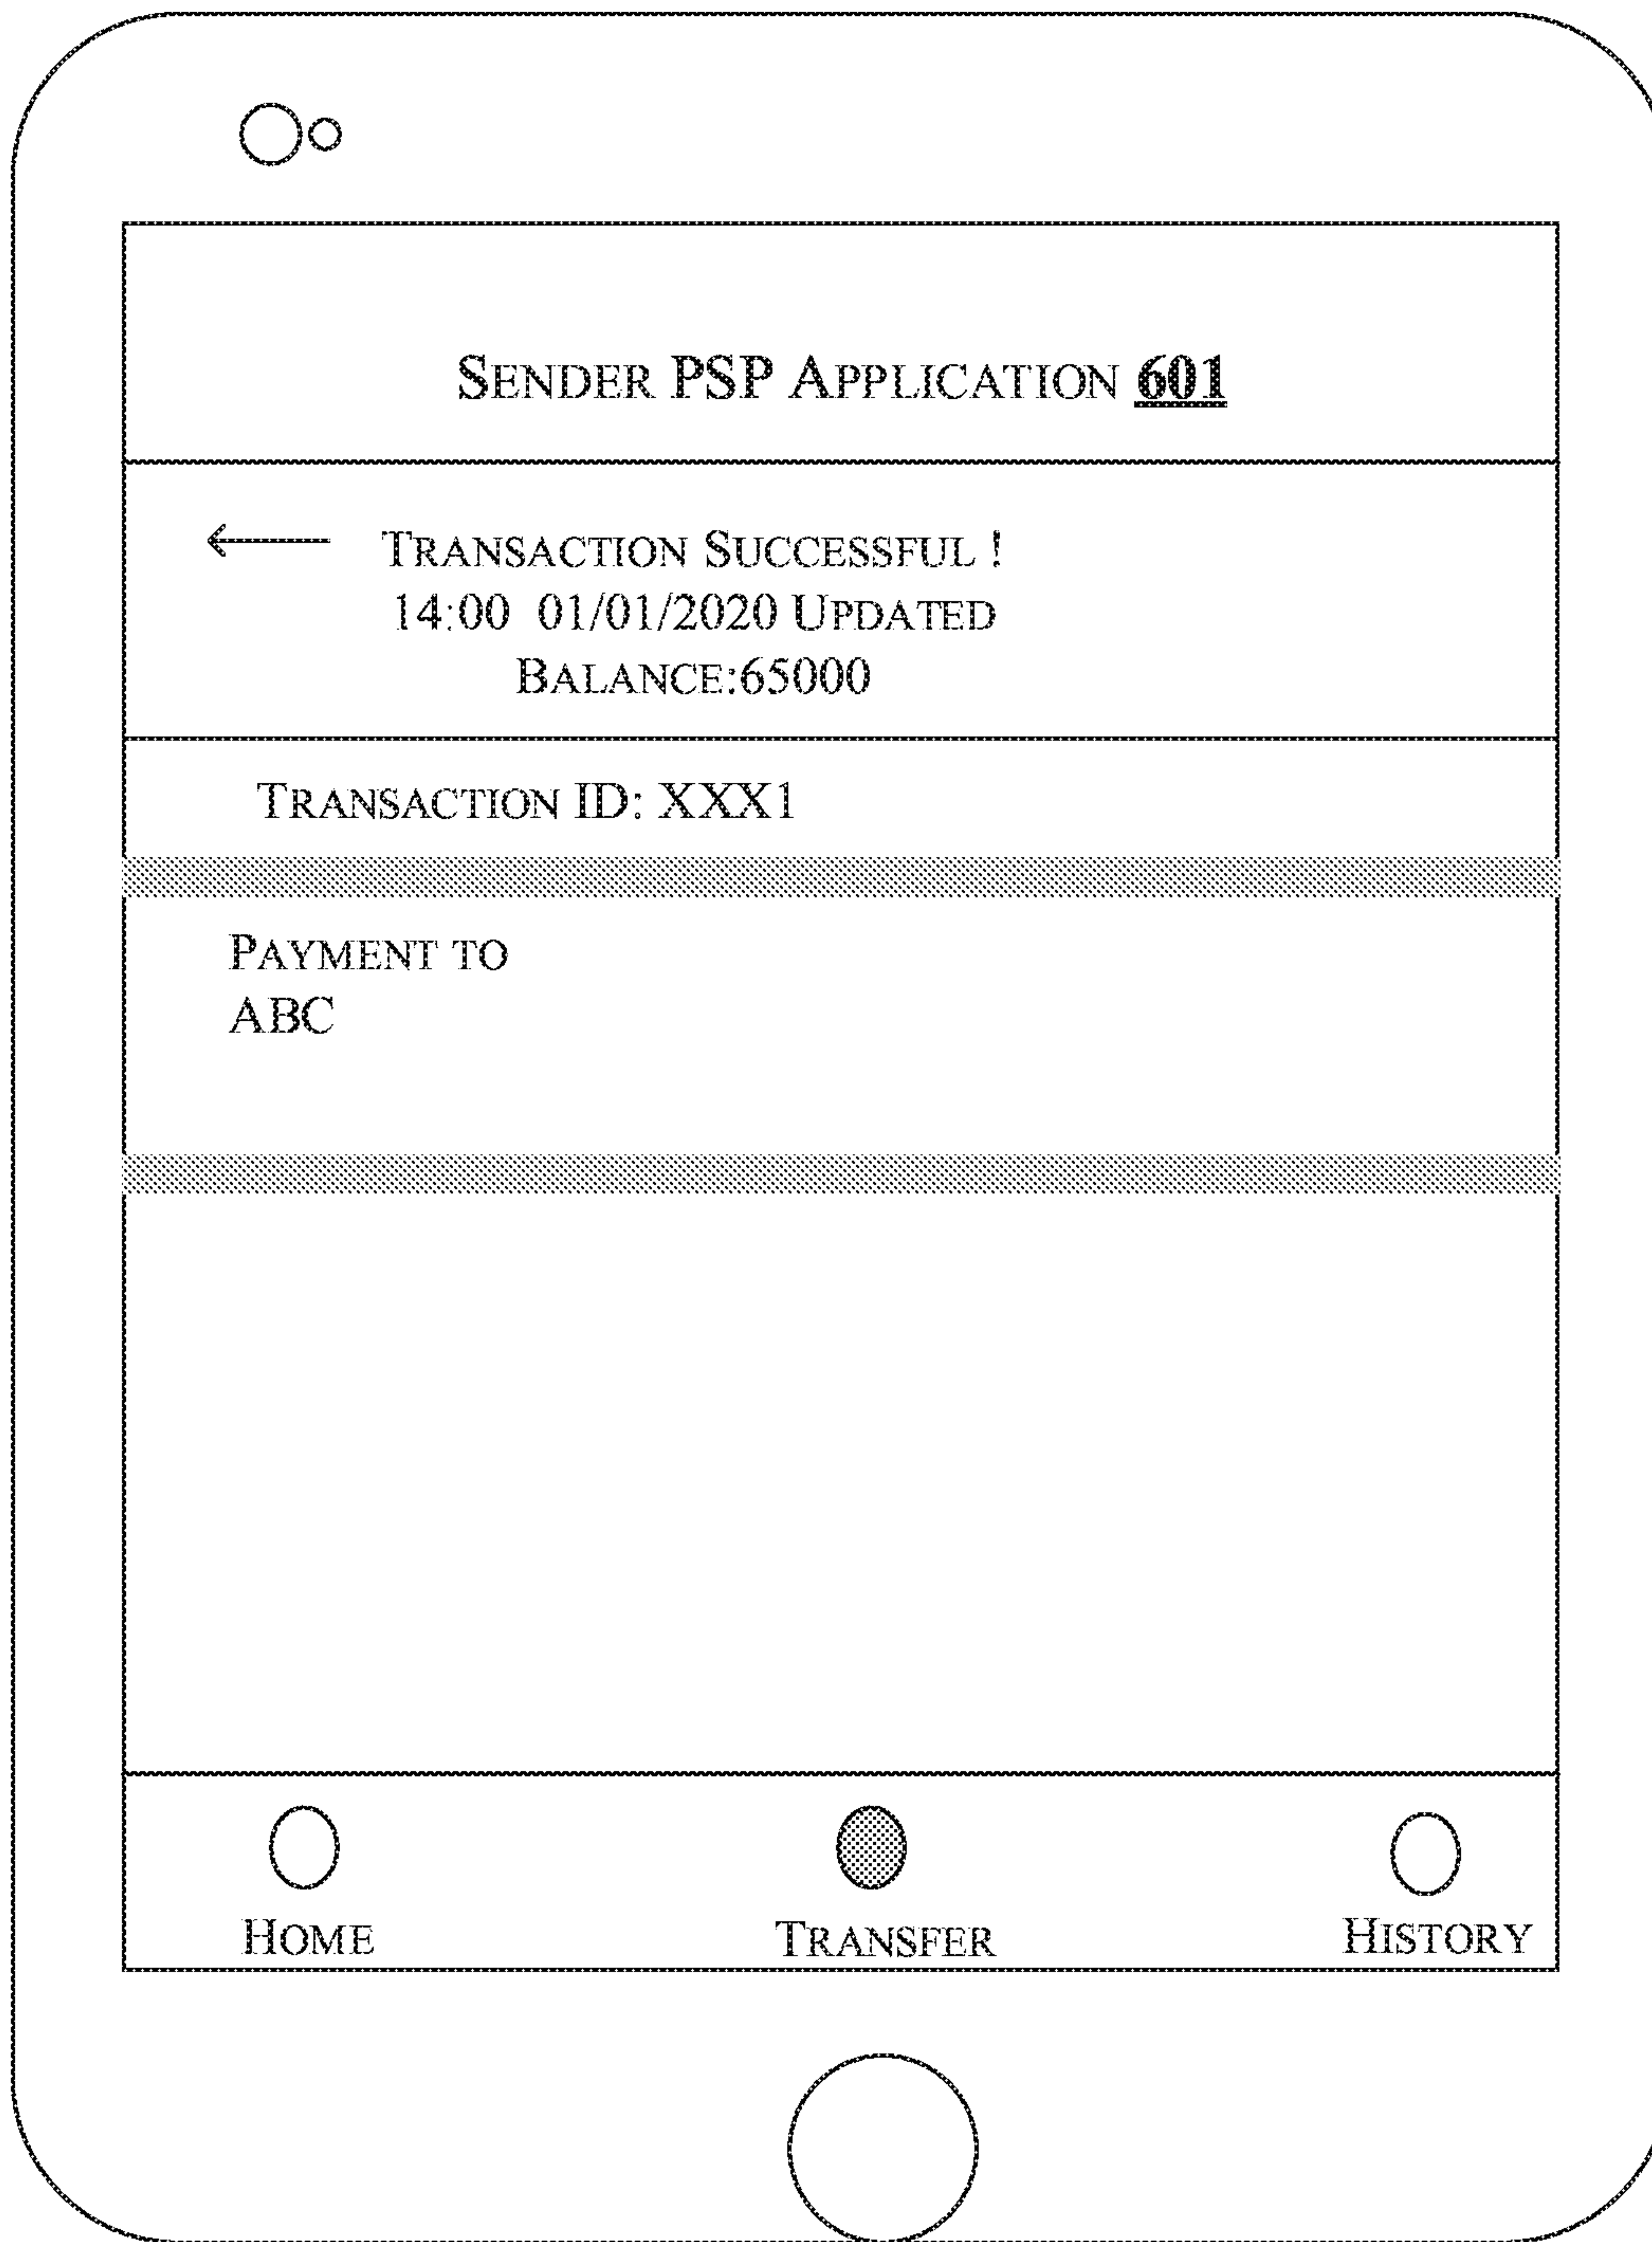 SENDER PSP APPLICATION 601
TRANSACTION SUCCESSFUL !
14:00 01/01/2020 UPDATED
BALANCE:65000
TRANSACTION ID: XXX1
PAYMENT TO
ABC
HOME
TRANSFER
HISTORY